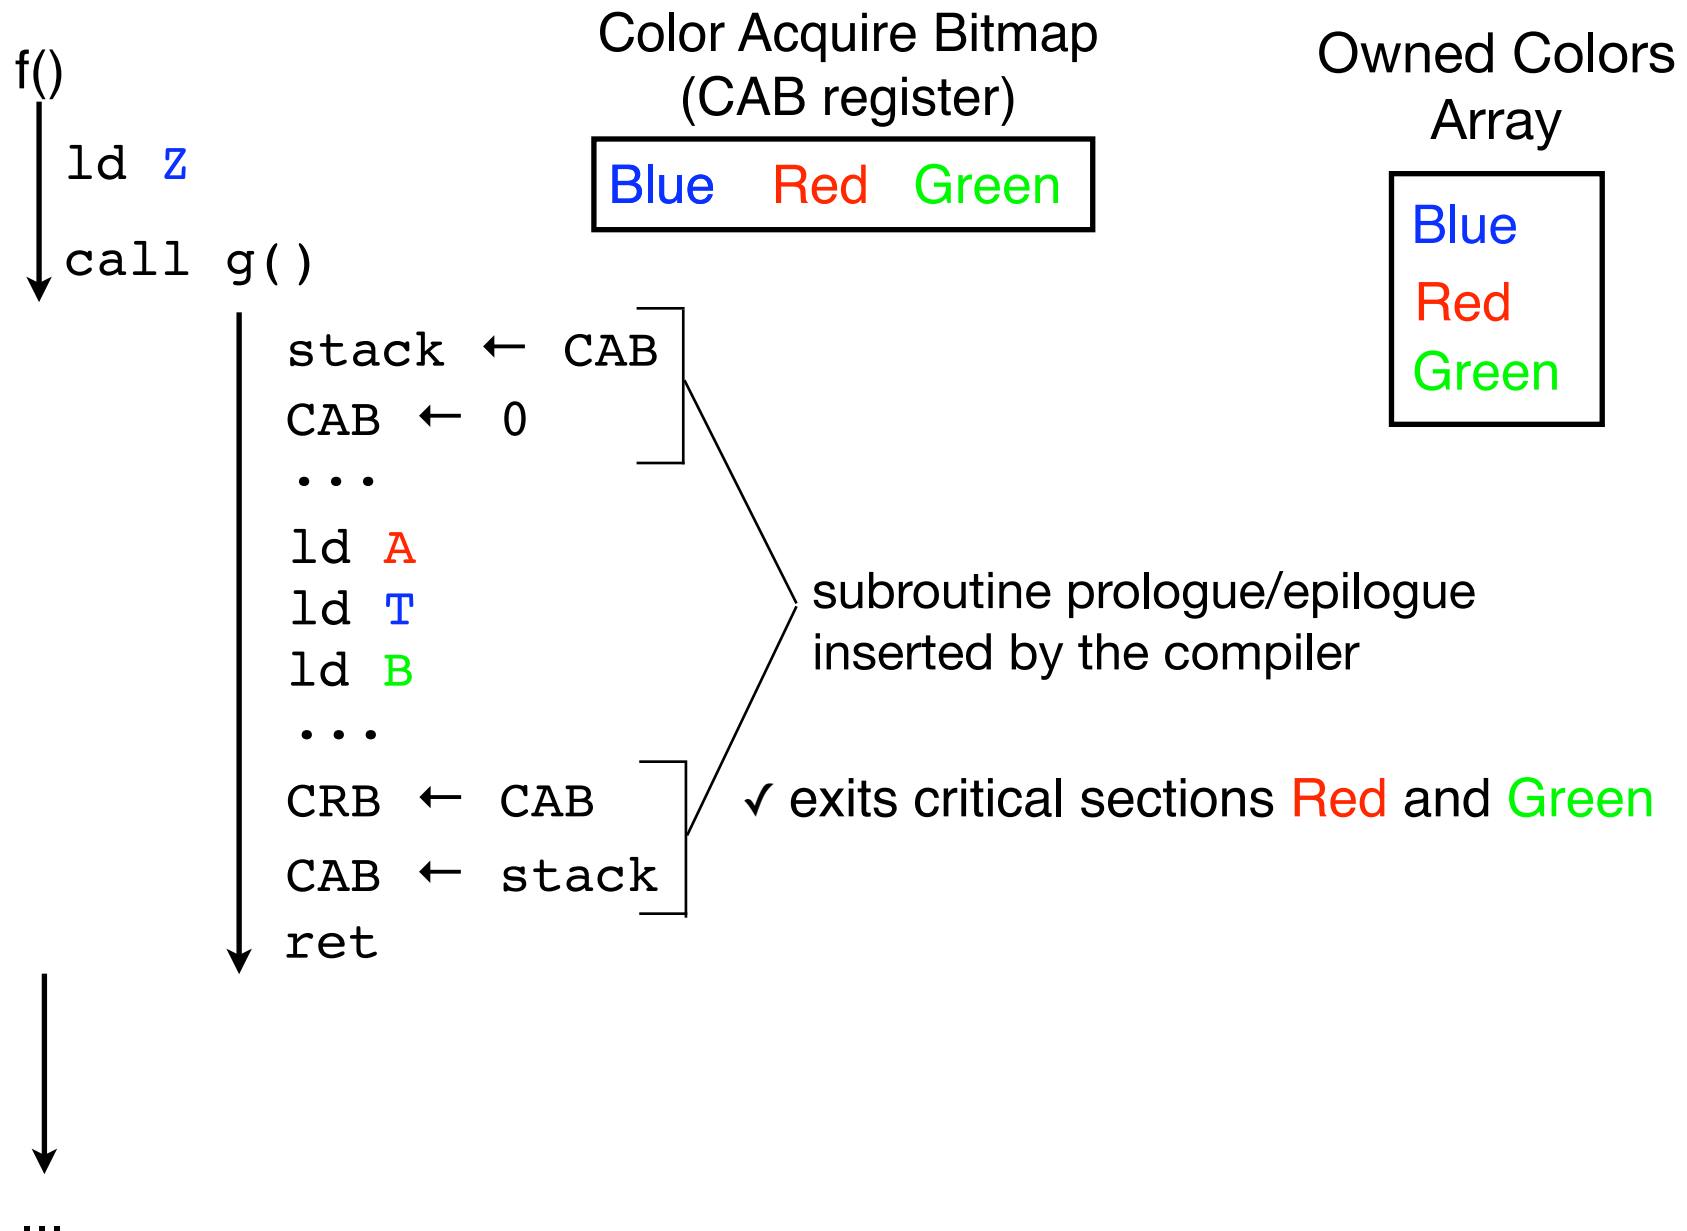 f()
ld Z
call g()
Color Acquire Bitmap
(CAB register)
Blue Red Green
Owned Colors
Array
Blue
Red
Green
stack ← CAB
CAB ← 0
...
ld A
ld T
ld B
...
CRB ← CAB
CAB ← stack
ret
subroutine prologue/epilogue
inserted by the compiler
✓ exits critical sections Red and Green
...